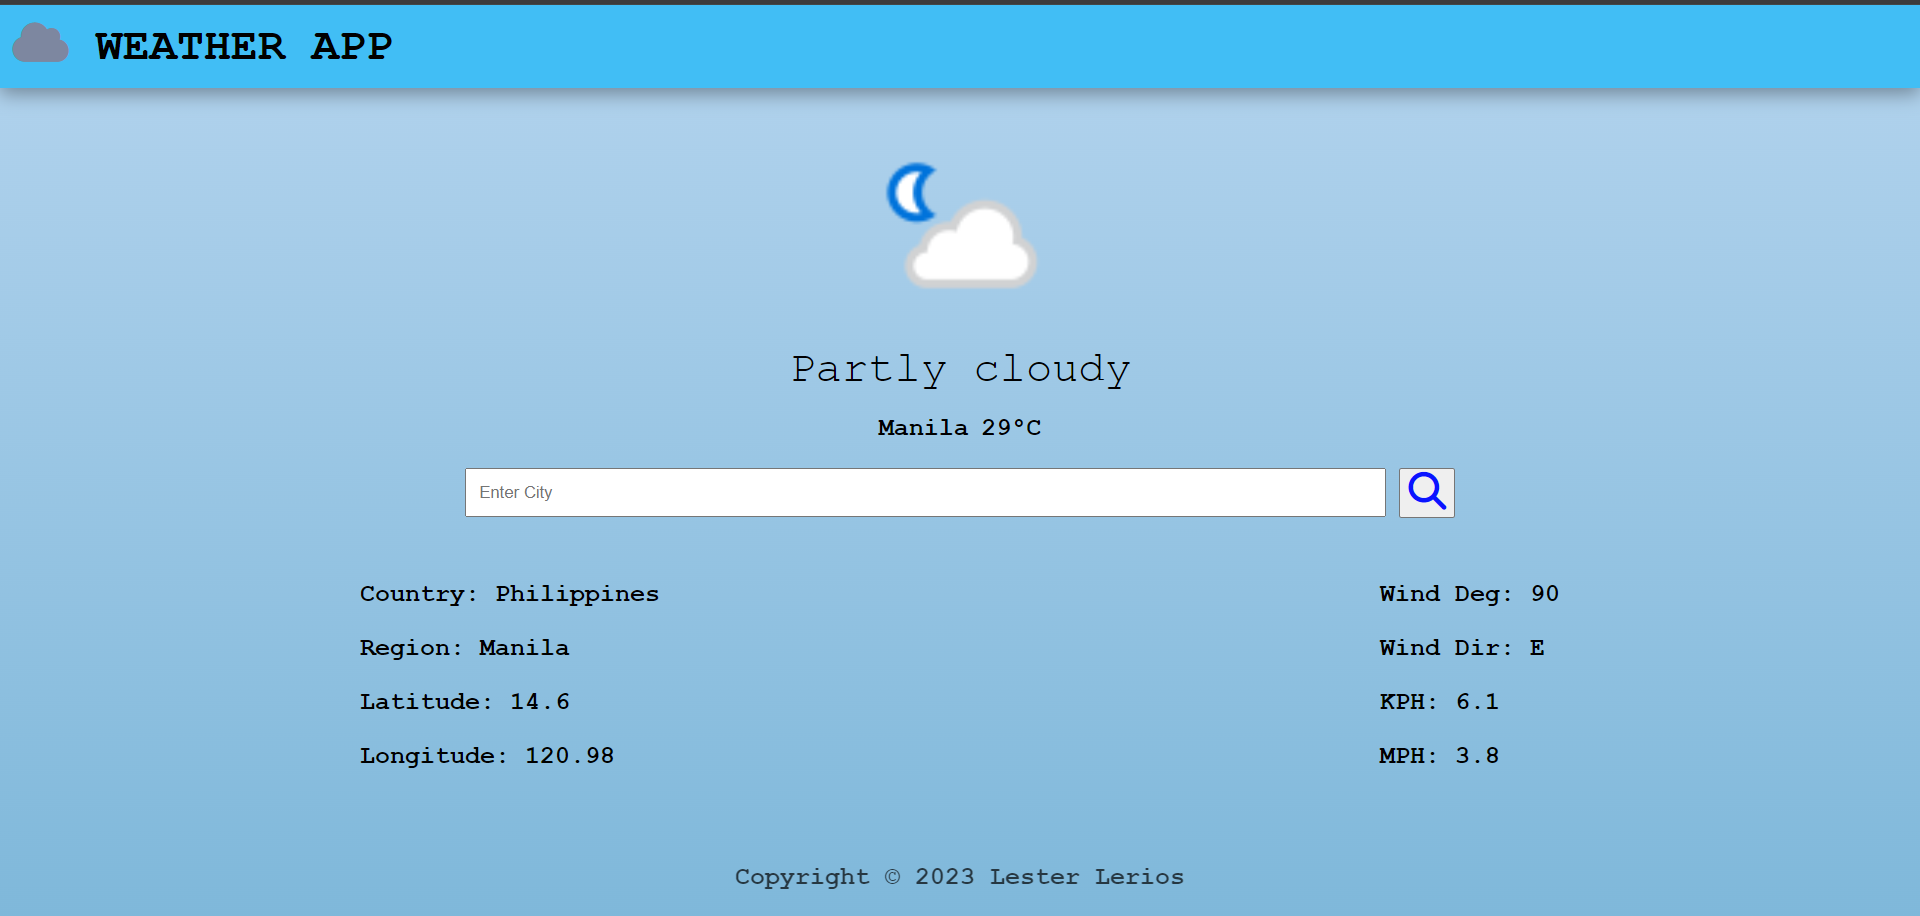 WEATHER APP
Partly cloudy
Manila 29°C
Enter City
Country: Philippines
Region: Manila
Latitude: 14.6
Longitude: 120.98
Wind Deg: 90
Wind Dir: E
KPH: 6.1
MPH: 3.8
Copyright © 2023 Lester Lerios